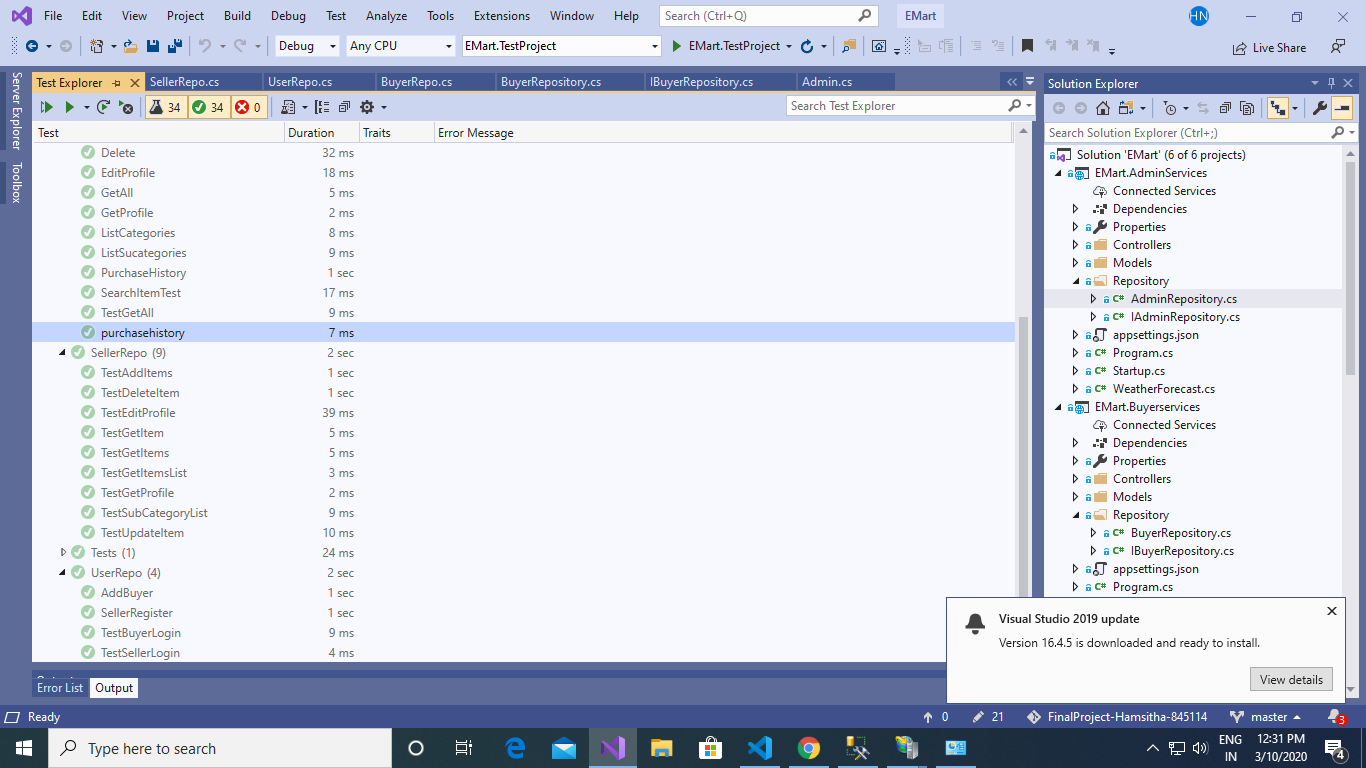 File Edit View Project Build Debug Test Analyze Tools Extensions Window Help Search (Ctrl+Q) EMart HN
Debug Any CPU EMart.TestProject EMart.TestProject Live Share
Server Explorer
Toolbox
Test Explorer SellerRepo.cs UserRepo.cs BuyerRepo.cs BuyerRepository.cs IBuyerRepository.cs Admin.cs
34 34 0 Search Test Explorer
Test Duration Traits Error Message
Delete 32 ms
EditProfile 18 ms
GetAll 5 ms
GetProfile 2 ms
ListCategories 8 ms
ListSucategories 9 ms
PurchaseHistory 1 sec
SearchItemTest 17 ms
TestGetAll 9 ms
purchasehistory 7 ms
SellerRepo (9) 2 sec
TestAddItems 1 sec
TestDeleteItem 1 sec
TestEditProfile 39 ms
TestGetItem 5 ms
TestGetItems 5 ms
TestGetItemsList 3 ms
TestGetProfile 2 ms
TestSubCategoryList 9 ms
TestUpdateItem 10 ms
Tests (1) 24 ms
UserRepo (4) 2 sec
AddBuyer 1 sec
SellerRegister 1 sec
TestBuyerLogin 9 ms
TestSellerLogin 4 ms
Solution Explorer
Search Solution Explorer (Ctrl+;)
Solution 'EMart' (6 of 6 projects)
EMart.AdminServices
Connected Services
Dependencies
Properties
Controllers
Models
Repository
C# AdminRepository.cs
C# IAdminRepository.cs
appsettings.json
C# Program.cs
C# Startup.cs
C# WeatherForecast.cs
EMart.Buyerservices
Connected Services
Dependencies
Properties
Controllers
Models
Repository
C# BuyerRepository.cs
C# IBuyerRepository.cs
appsettings.json
C# Program.cs
Visual Studio 2019 update
Version 16.4.5 is downloaded and ready to install.
View details
Error List Output
Ready 0 21 FinalProject-Hamsitha-845114 master 3
Type here to search
ENG
IN
12:31 PM
3/10/2020
4